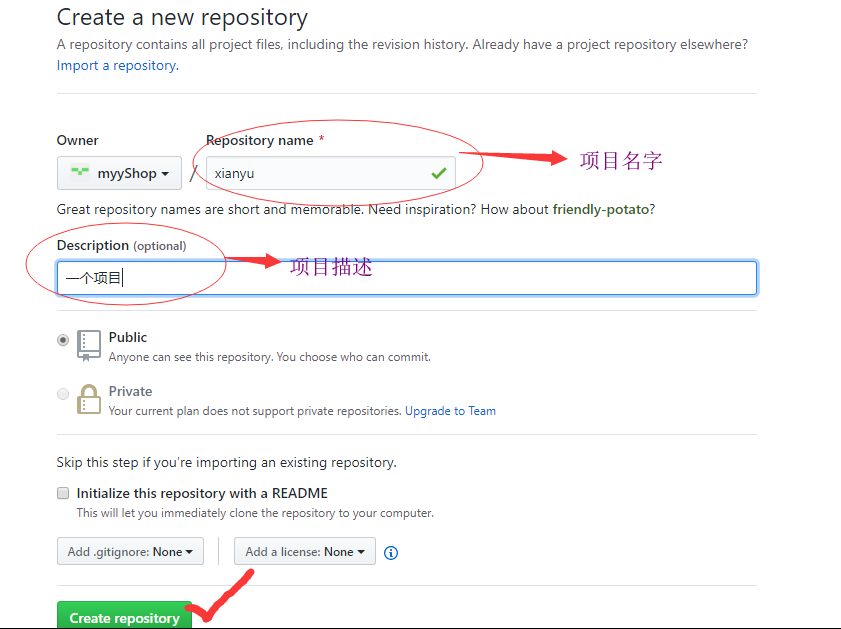 Create a new repository
A repository contains all project files, including the revision history. Already have a project repository elsewhere?
Import a repository.
Owner
Repository name *
myyShop / xianyu
项目名字
Great repository names are short and memorable. Need inspiration? How about friendly-potato?
Description (optional)
项目描述
一个项目
Public
Anyone can see this repository. You choose who can commit.
Private
Your current plan does not support private repositories. Upgrade to Team
Skip this step if you’re importing an existing repository.
Initialize this repository with a README
This will let you immediately clone the repository to your computer.
Add .gitignore: None
Add a license: None
Create repository